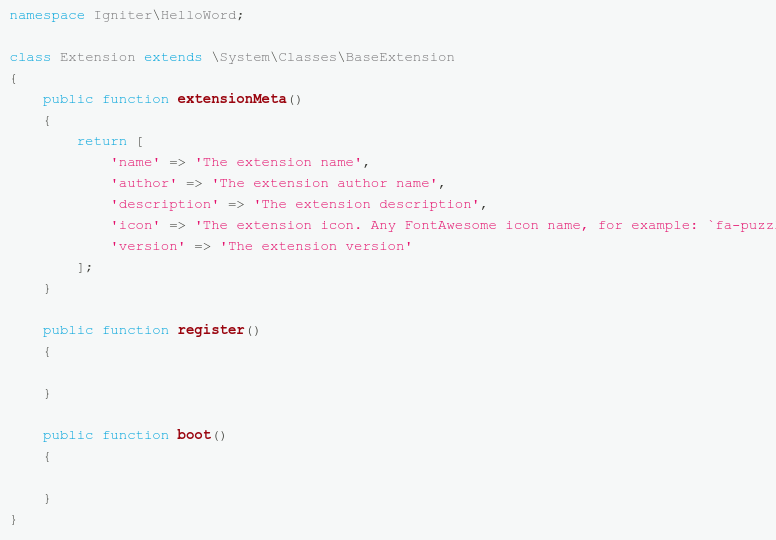 namespace Igniter\HelloWord;
class Extension extends \System\Classes\BaseExtension
{
    public function extensionMeta()
    {
        return [
            'name' => 'The extension name',
            'author' => 'The extension author name',
            'description' => 'The extension description',
            'icon' => 'The extension icon. Any FontAwesome icon name, for example: `fa-puzz
            'version' => 'The extension version'
        ];
    }
    public function register()
    {
    }
    public function boot()
    {
    }
}